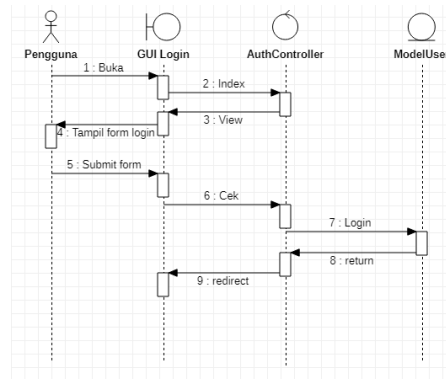 Pengguna GUI Login AuthController ModelUser
1 : Buka
2 : Index
3 : View
4 : Tampil form login
5 : Submit form
6 : Cek
7 : Login
8 : return
9 : redirect